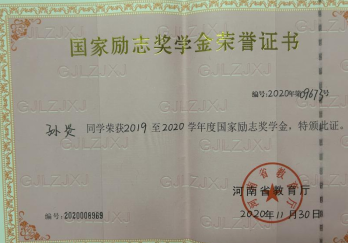 国家励志奖学金荣誉证书
编号:2020年第09673号
同学荣获2019至2020学年度国家励志奖学金,特颁此证。
河南省教育厅
2020年11月30日
编号:2020008969